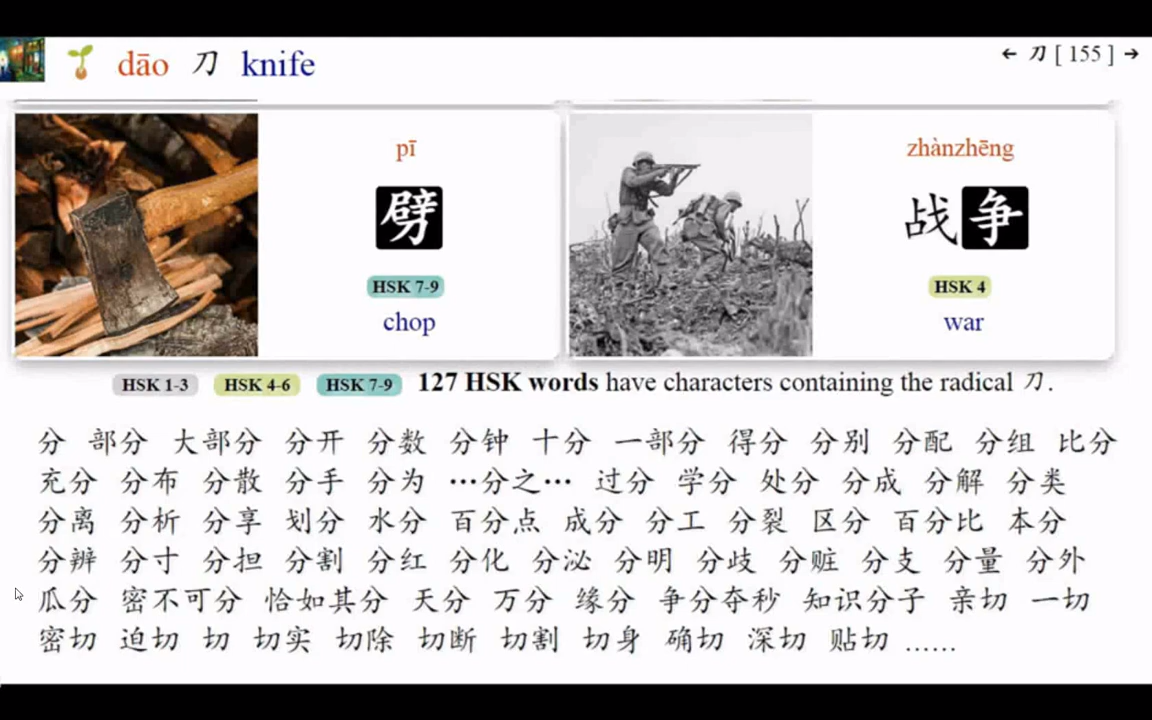 dāo 刀 knife
← 刀 [ 155 ] →
pī
劈
HSK 7-9
chop
zhànzhēng
战争
HSK 4
war
HSK 1-3 HSK 4-6 HSK 7-9 127 HSK words have characters containing the radical 刀.
分 部分 大部分 分开 分数 分钟 十分 一部分 得分 分别 分配 分组 比分
充分 分布 分散 分手 分为 …分之… 过分 学分 处分 分成 分解 分类
分离 分析 分享 划分 水分 百分点 成分 分工 分裂 区分 百分比 本分
分辨 分寸 分担 分割 分红 分化 分泌 分明 分歧 分赃 分支 分量 分外
瓜分 密不可分 恰如其分 天分 万分 缘分 争分夺秒 知识分子 亲切 一切
密切 迫切 切 切实 切除 切断 切割 切身 确切 深切 贴切 ……